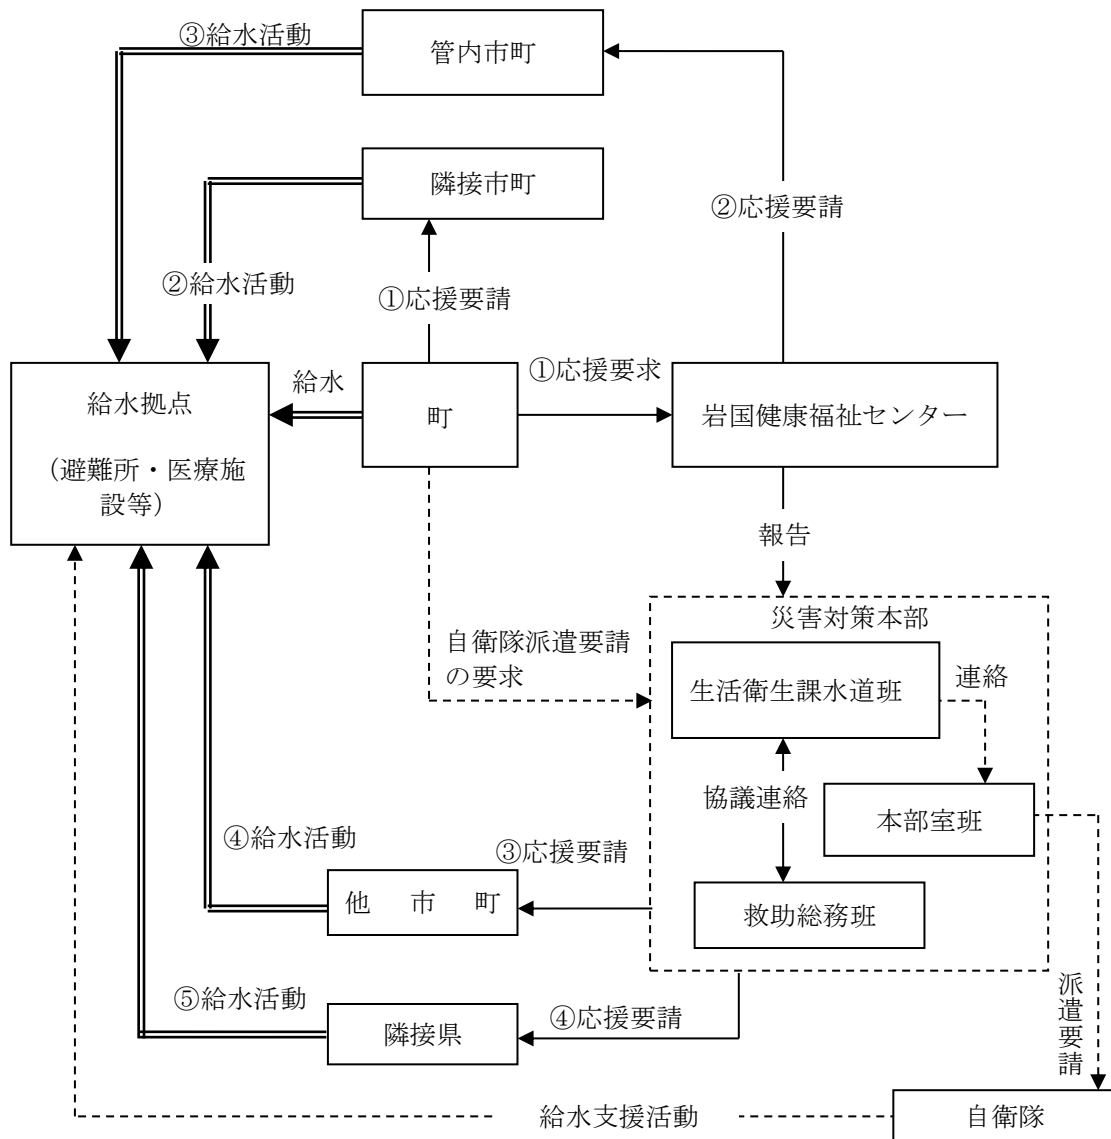 ③給水活動
管内市町
隣接市町
②応援要請
②給水活動
①応援要請
給水
①応援要求
給水拠点
（避難所・医療施
設等）
町
岩国健康福祉センター
報告
災害対策本部
自衛隊派遣要請
の要求
生活衛生課水道班
連絡
協議連絡
本部室班
④給水活動
③応援要請
他　市　町
救助総務班
⑤給水活動
隣接県
④応援要請
派遣要請
給水支援活動
自衛隊